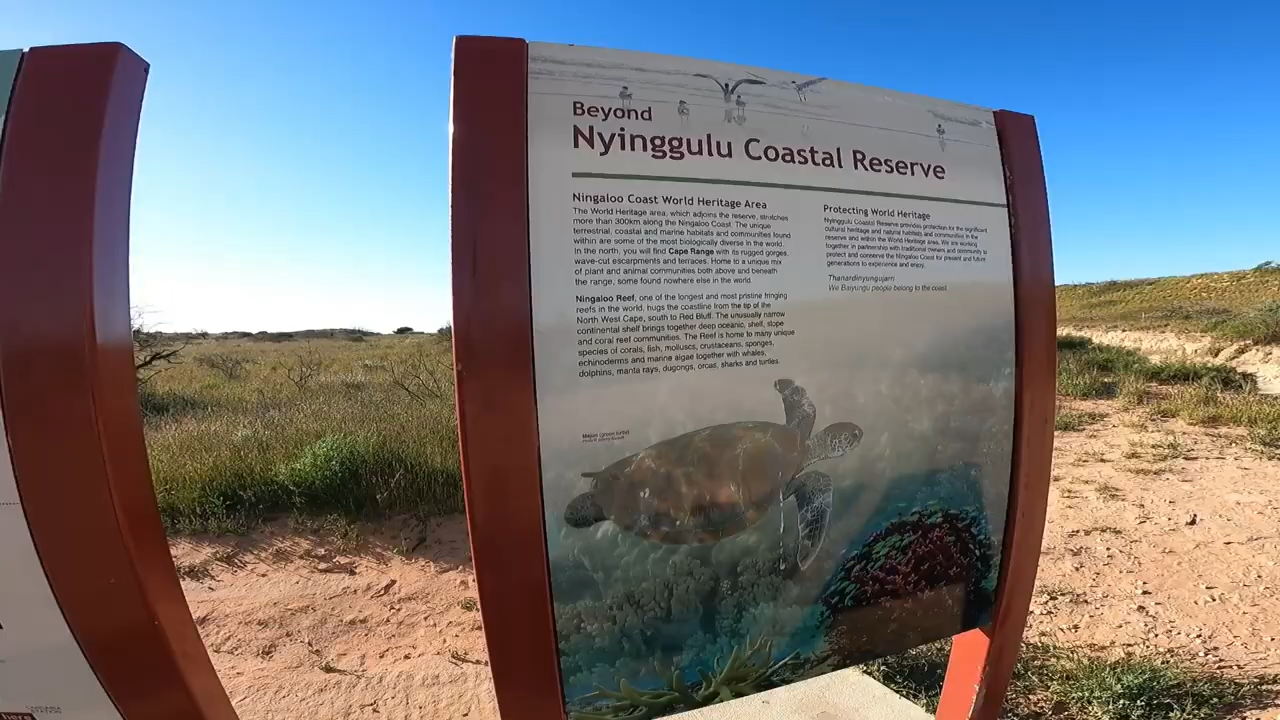 Beyond
Nyinggulu Coastal Reserve
Ningaloo Coast World Heritage Area
The World Heritage area, which adjoins the reserve, stretches
more than 300km along the Ningaloo Coast. The unique
terrestrial, coastal and marine habitats and communities found
within are some of the most biologically diverse in the world.
In the north, you will find Cape Range with its rugged gorges,
wave-cut escarpments and terraces. Home to a unique mix
of plant and animal communities both above and beneath
the range, some found nowhere else in the world.
Ningaloo Reef, one of the longest and most pristine fringing
reefs in the world, hugs the coastline from the tip of the
North West Cape, south to Red Bluff. The unusually narrow
continental shelf brings together deep oceanic, shelf, slope
and coral reef communities. The Reef is home to many unique
species of corals, fish, molluscs, crustaceans, sponges,
echinoderms and marine algae together with whales,
dolphins, manta rays, dugongs, orcas, sharks and turtles.
Protecting World Heritage
Nyinggulu Coastal Reserve provides protection for the significant
cultural heritage and natural habitats and communities in the
reserve and within the World Heritage area. We are working
together in partnership with traditional owners and community to
protect and conserve the Ningaloo Coast for present and future
generations to experience and enjoy.
Thanardinyungujarri
We Baiyungu people belong to the coast.
(green turtle)
here